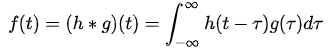 f(t) = (h * g)(t) = ∫_{-∞}^{∞} h(t − τ)g(τ)dτ